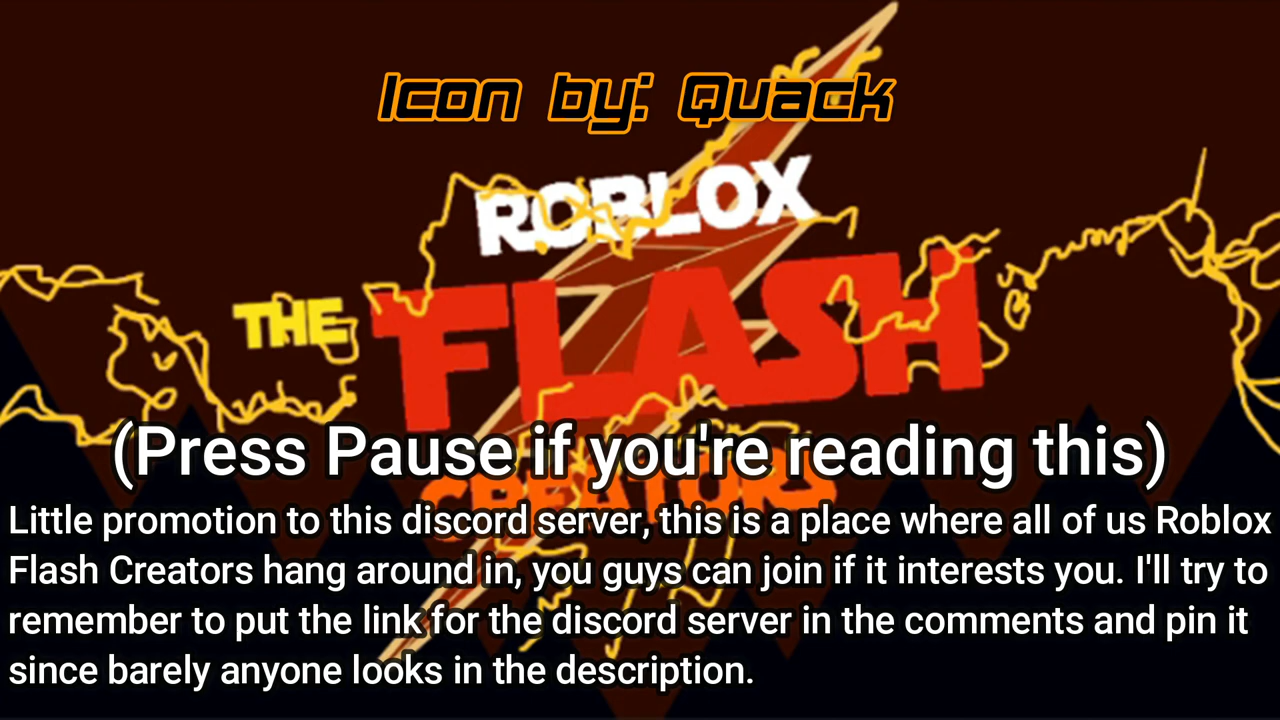 Icon by: Quack
ROBLOX
THE FLASH
(Press Pause if you're reading this)
CREATORS
Little promotion to this discord server, this is a place where all of us Roblox
Flash Creators hang around in, you guys can join if it interests you. I'll try to
remember to put the link for the discord server in the comments and pin it
since barely anyone looks in the description.